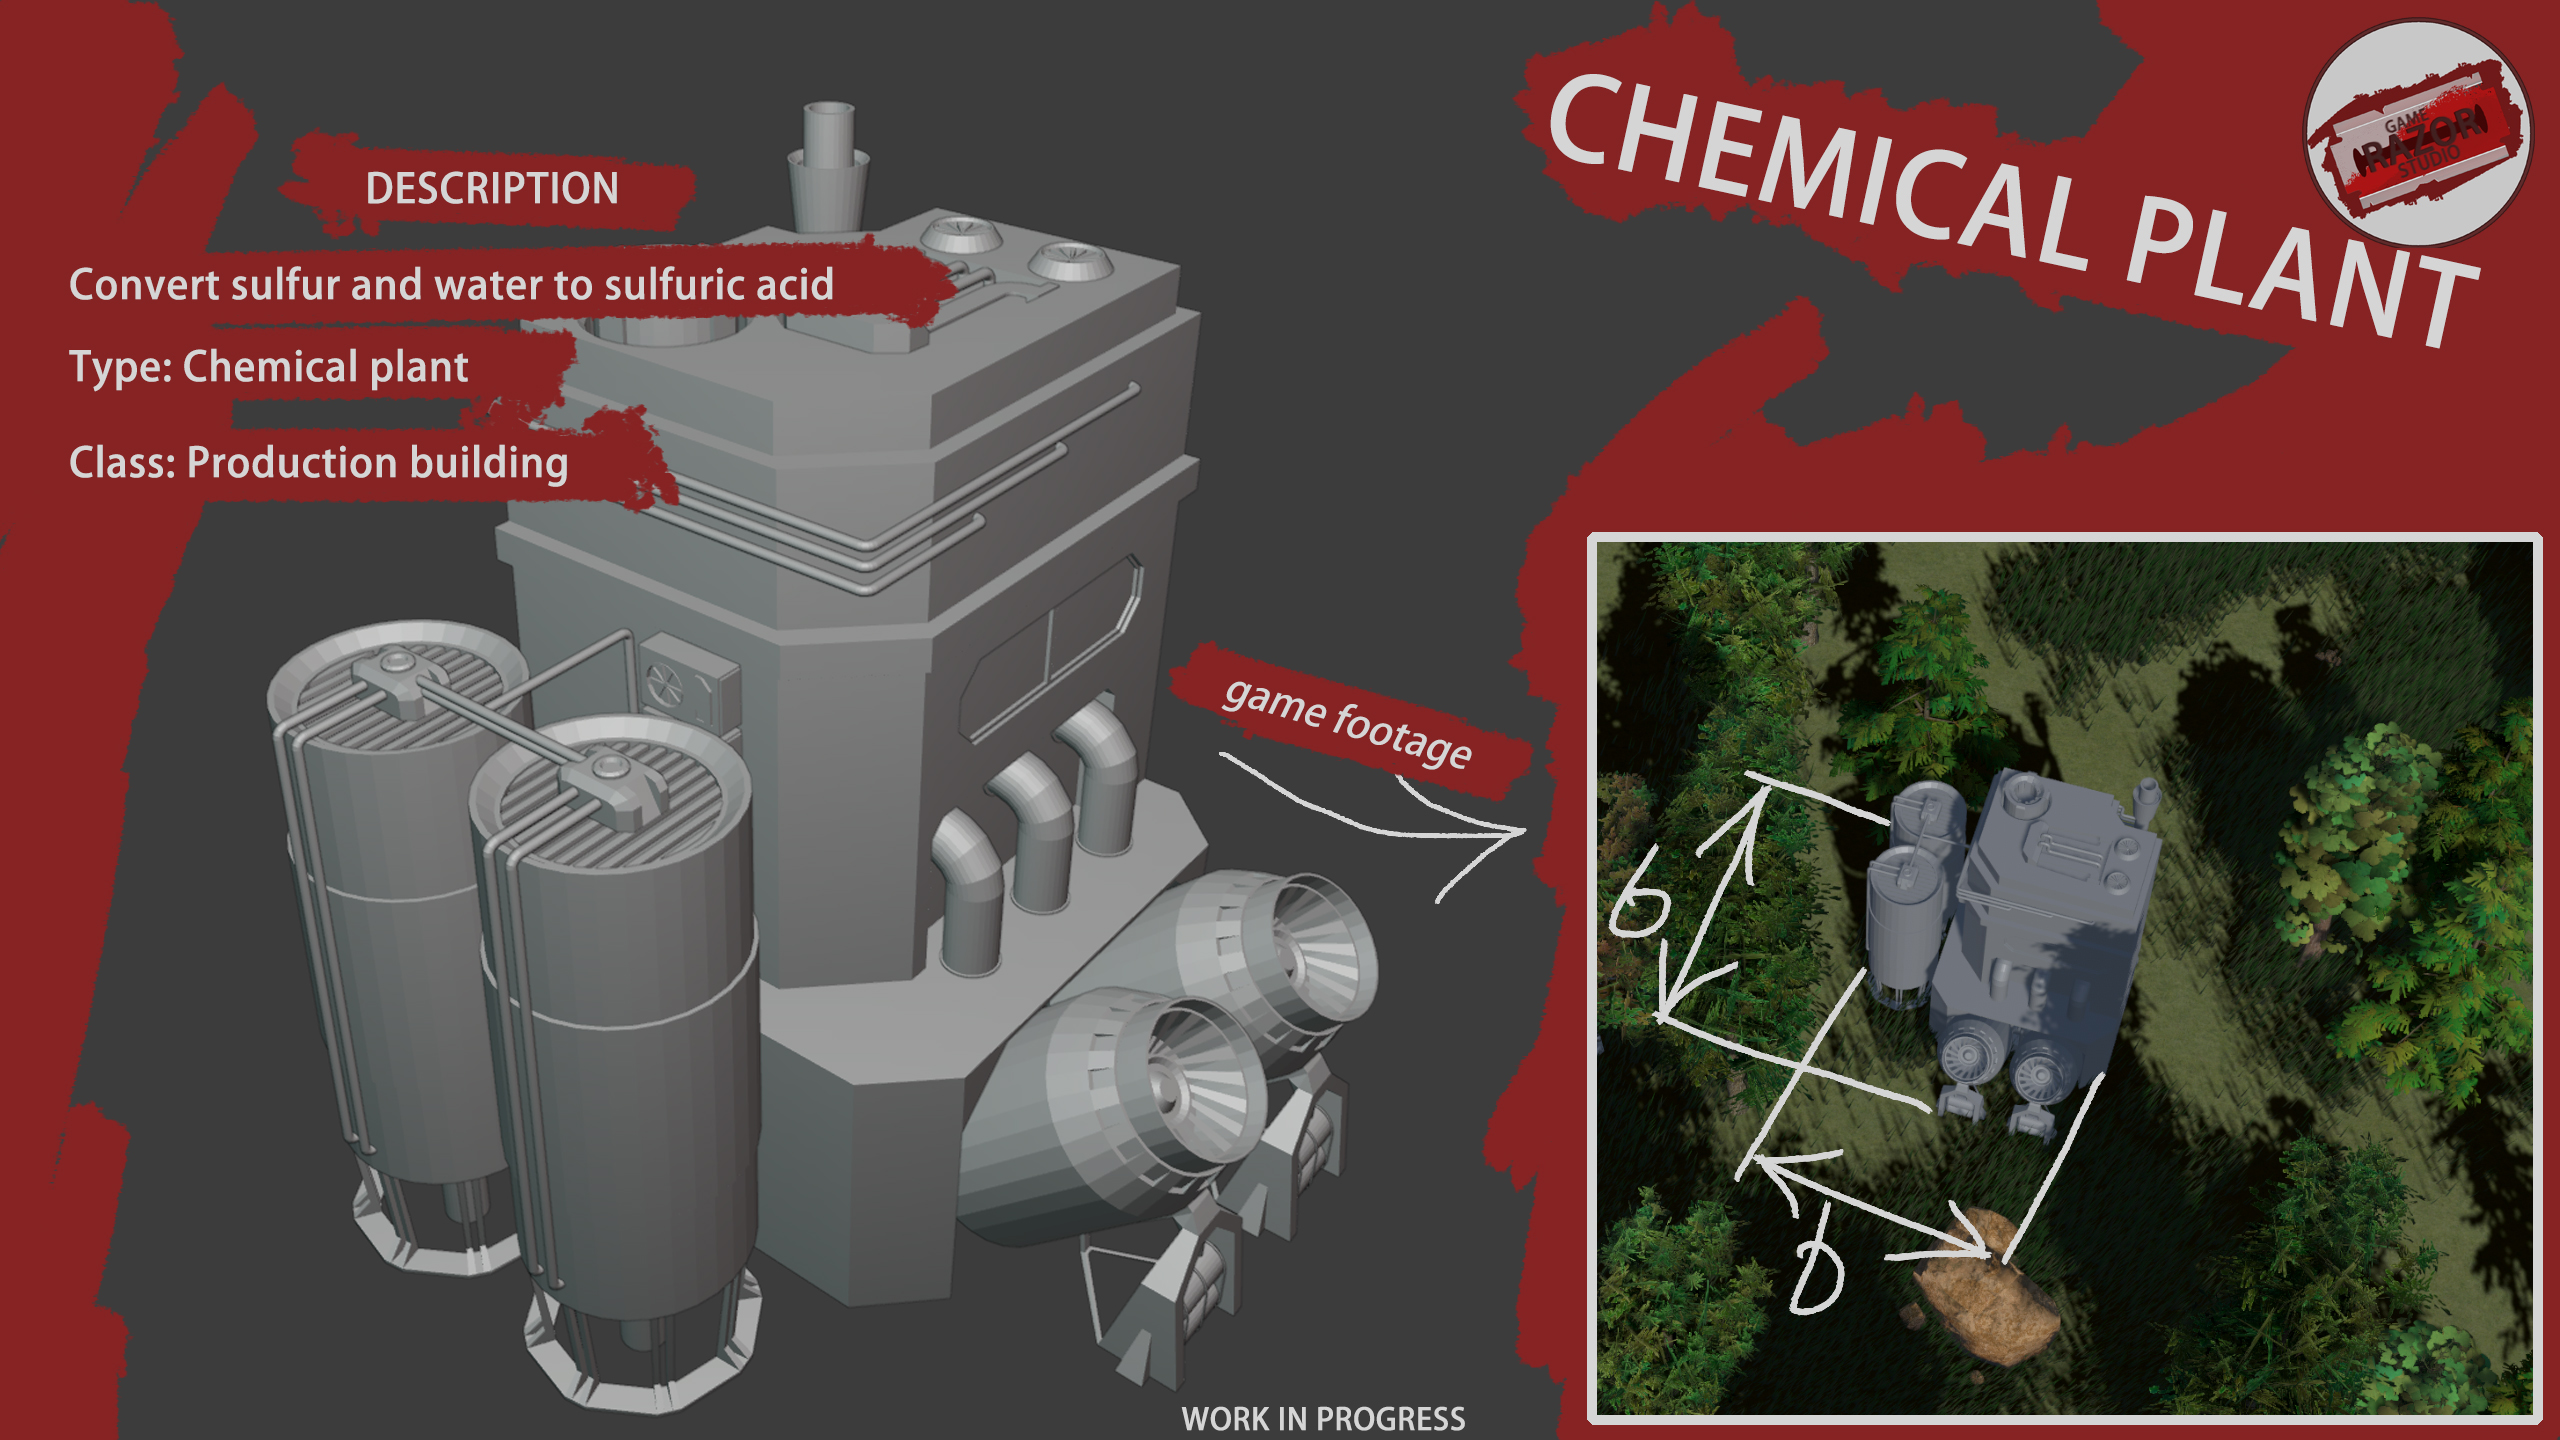 CHEMICAL PLANT
GAME
RAZOR
STUDIO
DESCRIPTION
Convert sulfur and water to sulfuric acid
Type: Chemical plant
Class: Production building
game footage
6
WORK IN PROGRESS